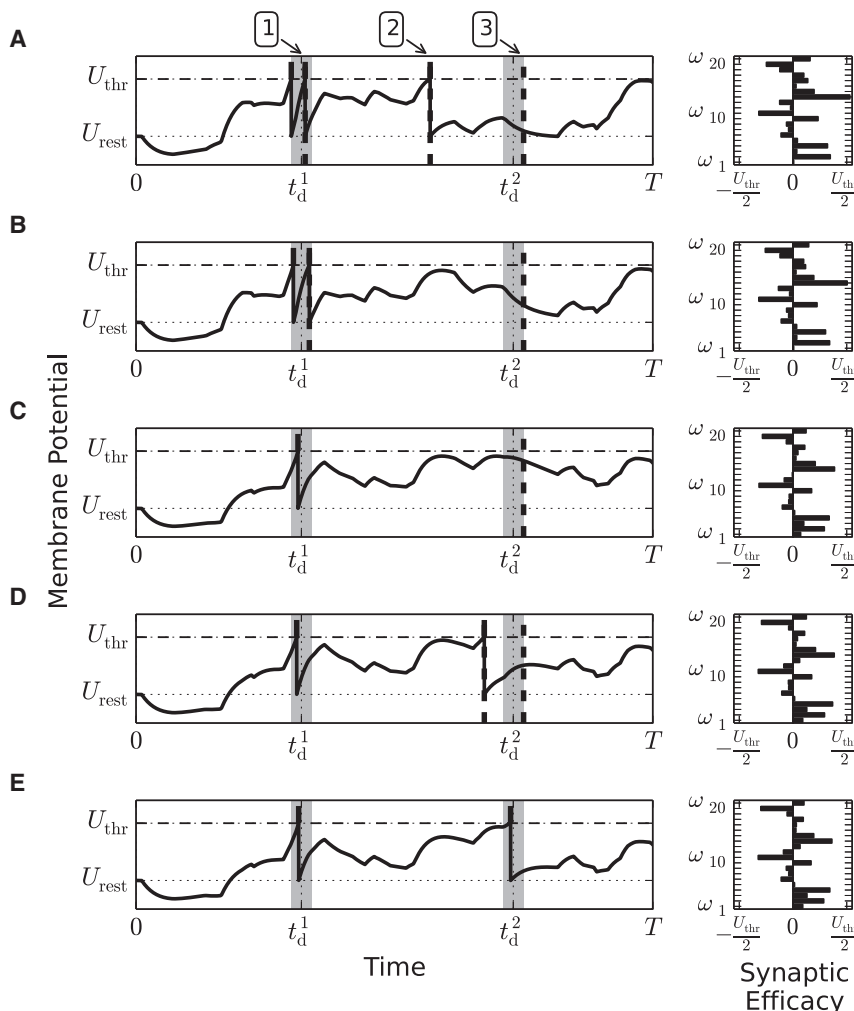 1 2 3
A
U_thr
U_rest
0 t_d^1 t_d^2 T
ω 20
ω 10
ω 1
−U_thr/2 0 U_th/2
B
U_thr
U_rest
0 t_d^1 t_d^2 T
ω 20
ω 10
ω 1
−U_thr/2 0 U_th/2
C
U_thr
U_rest
0 t_d^1 t_d^2 T
ω 20
ω 10
ω 1
−U_thr/2 0 U_th/2
D
U_thr
U_rest
0 t_d^1 t_d^2 T
ω 20
ω 10
ω 1
−U_thr/2 0 U_th/2
E
U_thr
U_rest
0 t_d^1 t_d^2 T
ω 20
ω 10
ω 1
−U_thr/2 0 U_th/2
Membrane Potential
Time
Synaptic
Efficacy